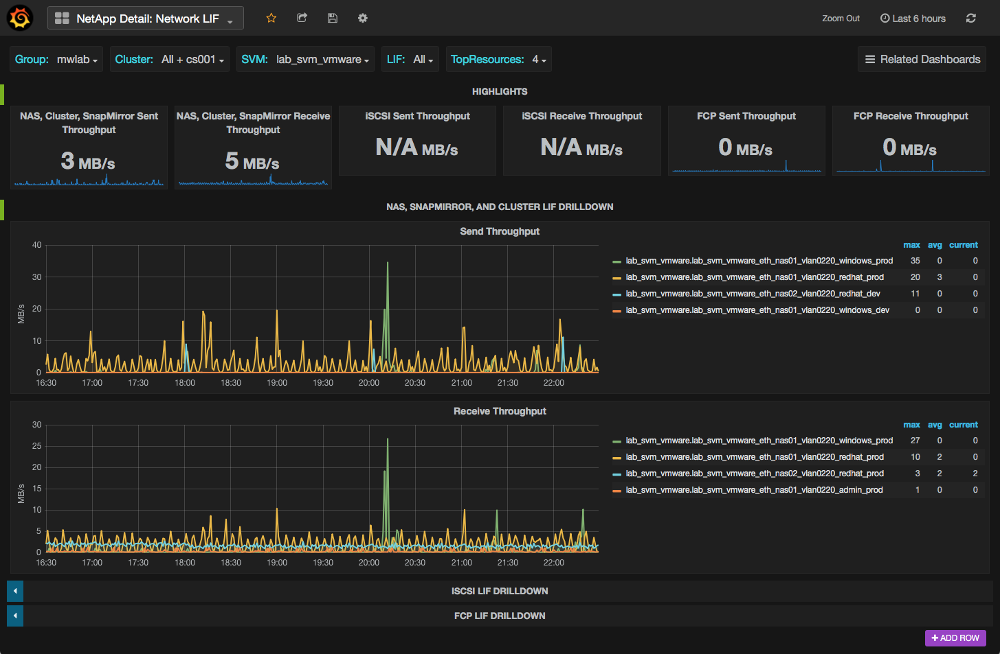 NetApp Detail: Network LIF
Zoom Out
Last 6 hours
Group: mwlab
Cluster: All + cs001
SVM: lab_svm_vmware
LIF: All
TopResources: 4
Related Dashboards
HIGHLIGHTS
NAS, Cluster, SnapMirror Sent
Throughput
3 MB/s
NAS, Cluster, SnapMirror Receive
Throughput
5 MB/s
iSCSI Sent Throughput
N/A MB/s
iSCSI Receive Throughput
N/A MB/s
FCP Sent Throughput
0 MB/s
FCP Receive Throughput
0 MB/s
NAS, SNAPMIRROR, AND CLUSTER LIF DRILLDOWN
Send Throughput
MB/s
40
30
20
10
0
16:30 17:00 17:30 18:00 18:30 19:00 19:30 20:00 20:30 21:00 21:30 22:00
max avg current
lab_svm_vmware.lab_svm_vmware_eth_nas01_vlan0220_windows_prod 35 0 0
lab_svm_vmware.lab_svm_vmware_eth_nas01_vlan0220_redhat_prod 20 3 0
lab_svm_vmware.lab_svm_vmware_eth_nas02_vlan0220_redhat_dev 11 0 0
lab_svm_vmware.lab_svm_vmware_eth_nas01_vlan0220_windows_dev 0 0 0
Receive Throughput
MB/s
30
25
20
15
10
5
0
16:30 17:00 17:30 18:00 18:30 19:00 19:30 20:00 20:30 21:00 21:30 22:00
max avg current
lab_svm_vmware.lab_svm_vmware_eth_nas01_vlan0220_windows_prod 27 0 0
lab_svm_vmware.lab_svm_vmware_eth_nas01_vlan0220_redhat_prod 10 2 0
lab_svm_vmware.lab_svm_vmware_eth_nas02_vlan0220_redhat_prod 3 2 2
lab_svm_vmware.lab_svm_vmware_eth_nas01_vlan0220_admin_prod 1 0 0
ISCSI LIF DRILLDOWN
FCP LIF DRILLDOWN
+ ADD ROW